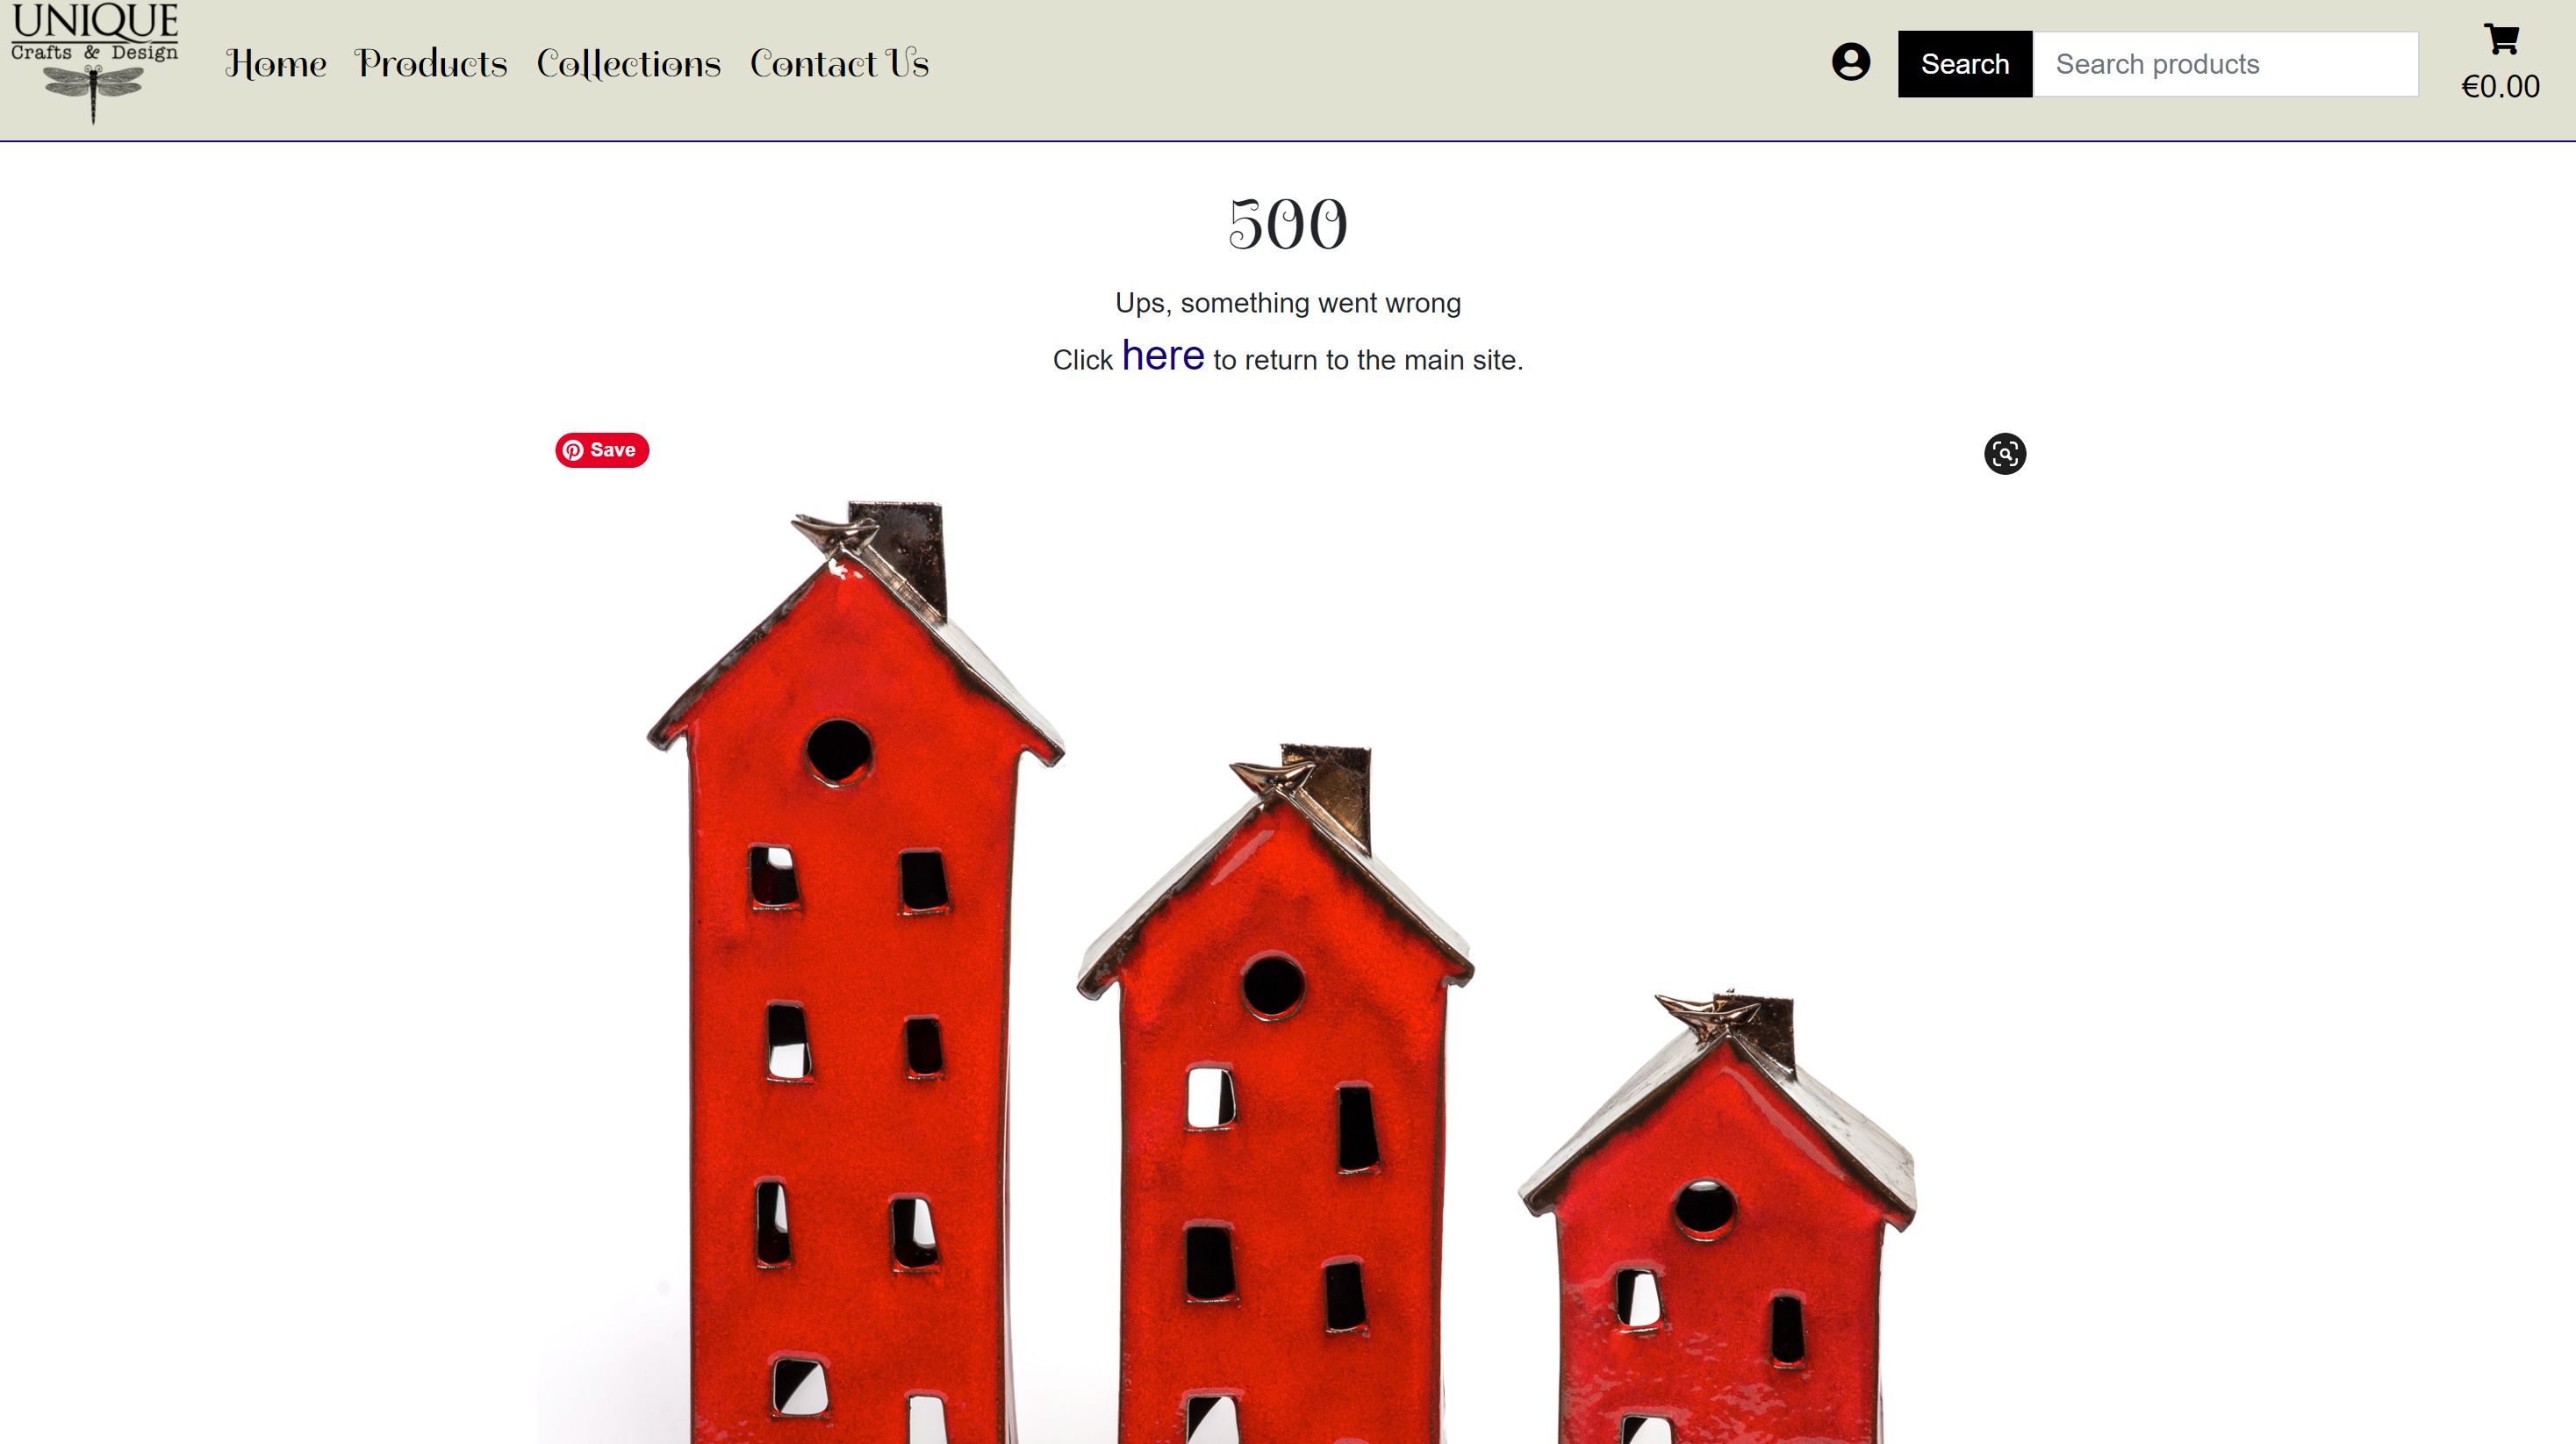 UNIQUE
Crafts & Design
Home Products Collections Contact Us
Search Search products
€0.00
500
Ups, something went wrong
Click here to return to the main site.
Save